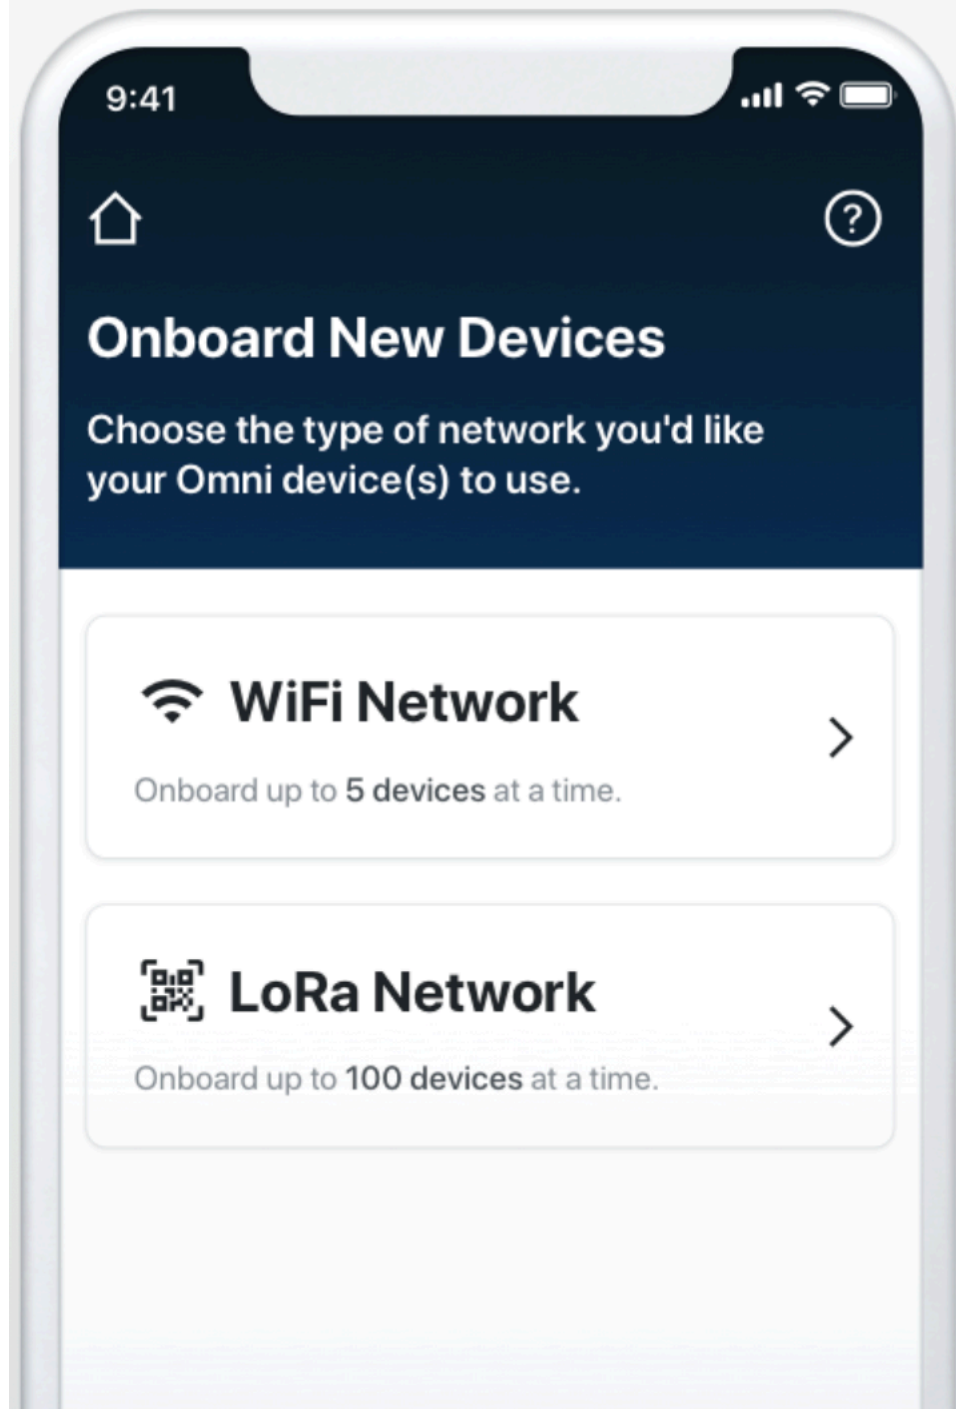 9:41
?
Onboard New Devices
Choose the type of network you'd like
your Omni device(s) to use.
WiFi Network
Onboard up to 5 devices at a time.
LoRa Network
Onboard up to 100 devices at a time.